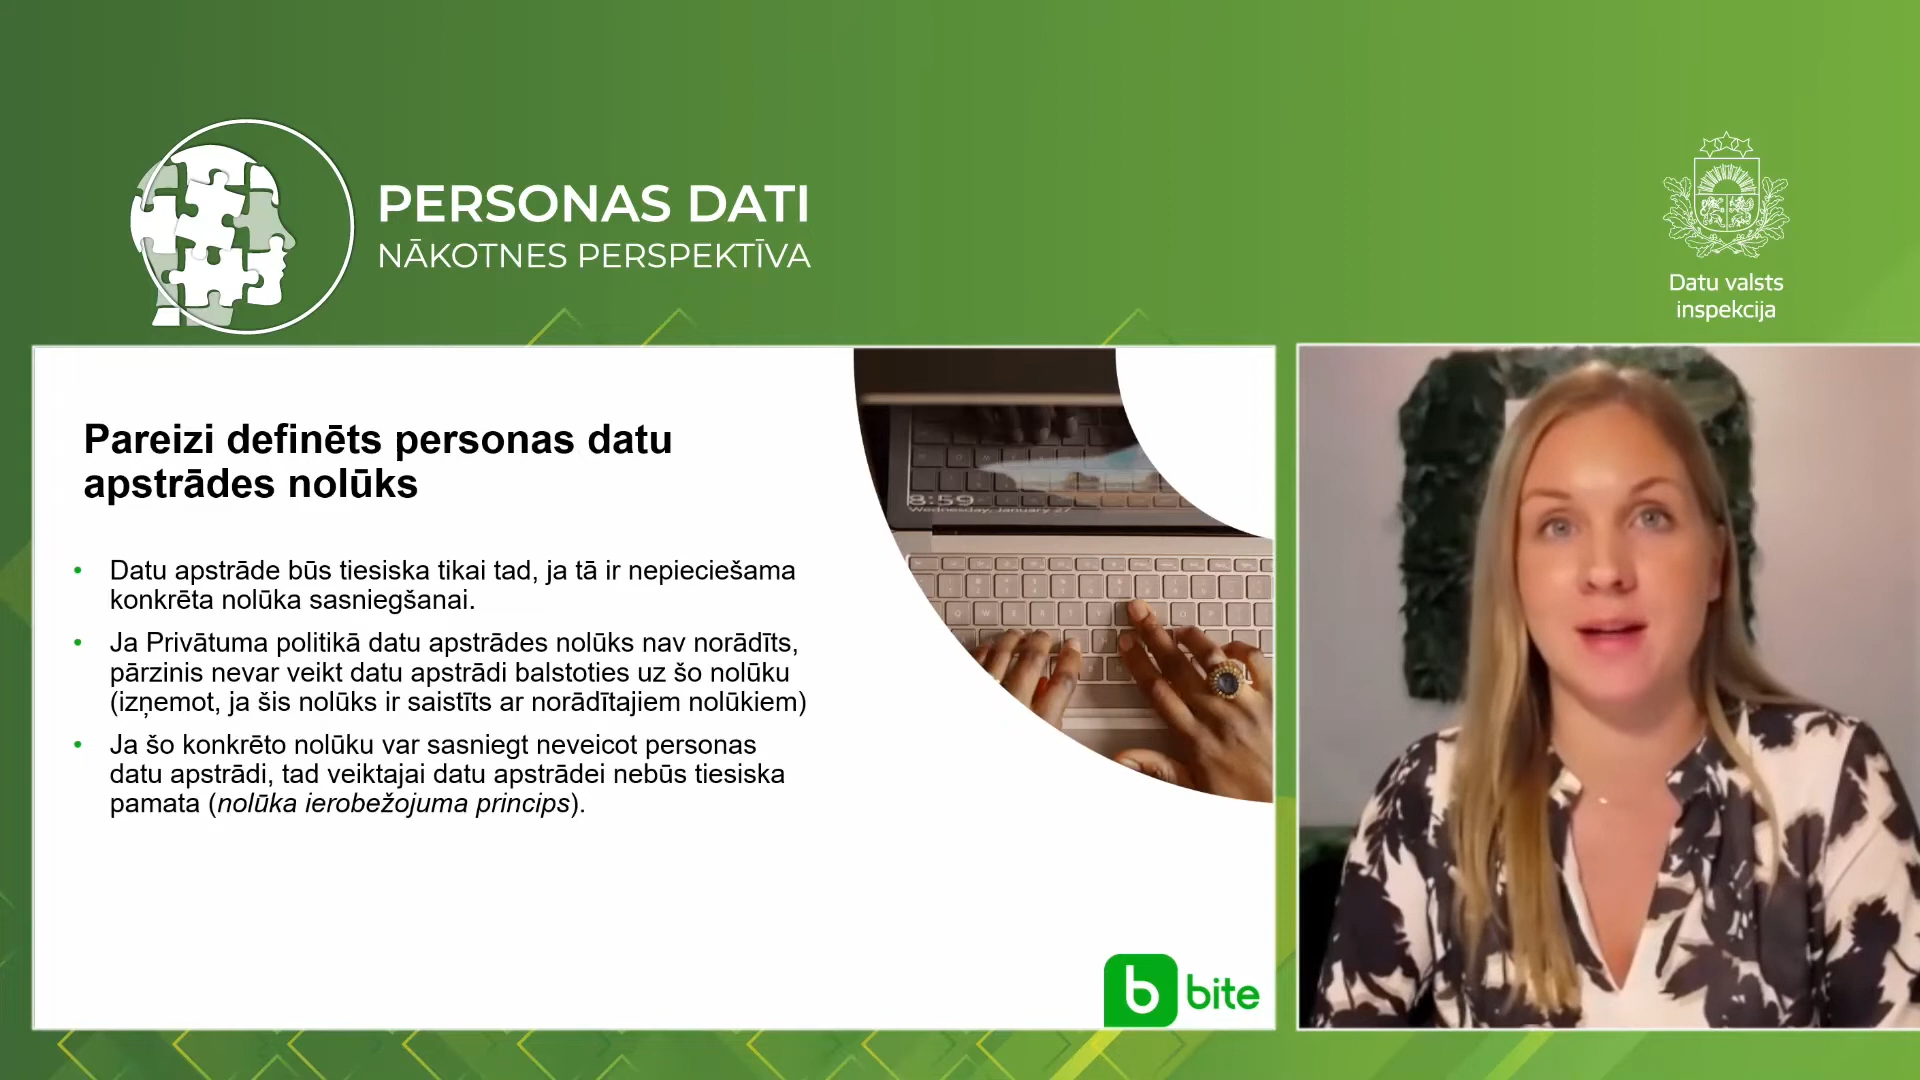 PERSONAS DATI
NĀKOTNES PERSPEKTĪVA
Datu valsts
inspekcija
Pareizi definēts personas datu
apstrādes nolūks
• Datu apstrāde būs tiesiska tikai tad, ja tā ir nepieciešama
konkrēta nolūka sasniegšanai.
• Ja Privātuma politikā datu apstrādes nolūks nav norādīts,
pārzinis nevar veikt datu apstrādi balstoties uz šo nolūku
(izņemot, ja šis nolūks ir saistīts ar norādītajiem nolūkiem)
• Ja šo konkrēto nolūku var sasniegt neveicot personas
datu apstrādi, tad veiktajai datu apstrādei nebūs tiesiska
pamata (nolūka ierobežojuma princips).
8:59
Wednesday, January 27
b bite